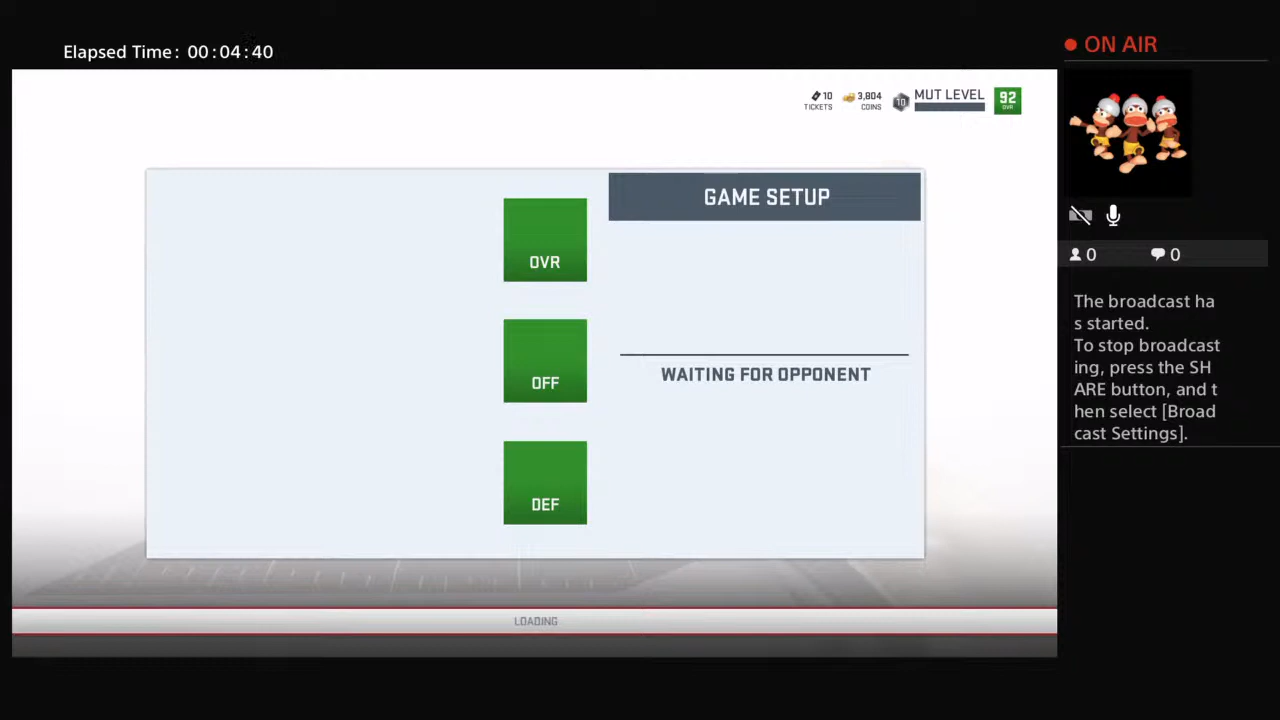 Elapsed Time: 00:04:40
ON AIR
10
TICKETS
3,804
COINS
10
MUT LEVEL
92
OVR
GAME SETUP
OVR
OFF
WAITING FOR OPPONENT
DEF
LOADING
0
0
The broadcast ha
s started.
To stop broadcast
ing, press the SH
ARE button, and t
hen select [Broad
cast Settings].